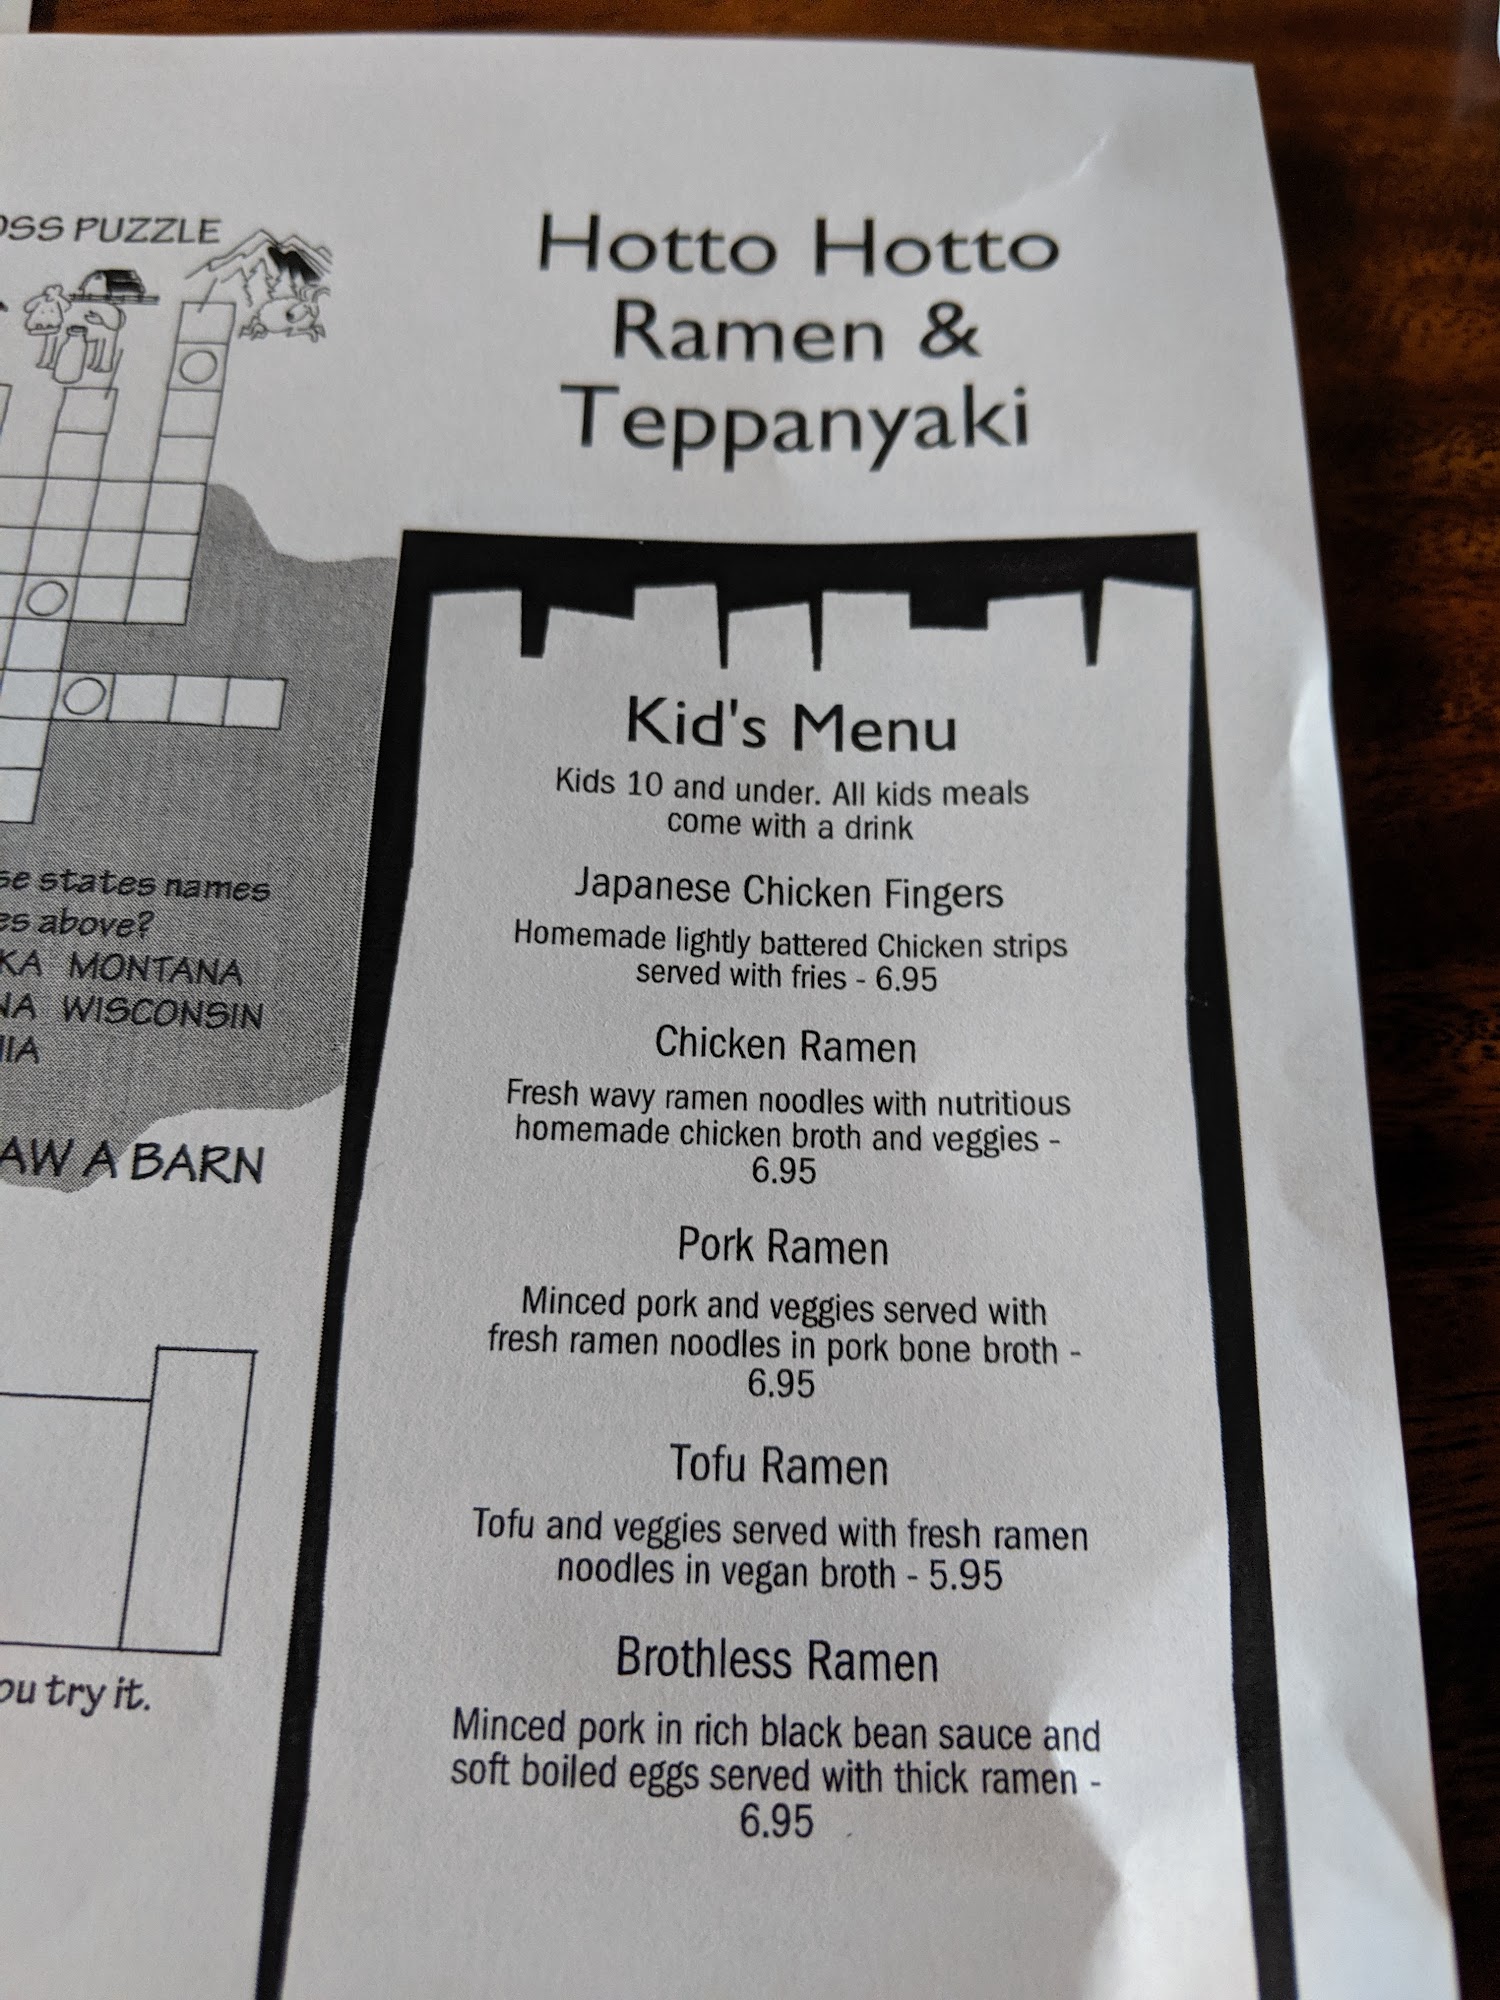 OSS PUZZLE
se states names
es above?
KA MONTANA
NA WISCONSIN
IIA
AW A BARN
ou try it.
Hotto Hotto
Ramen &
Teppanyaki
Kid's Menu
Kids 10 and under. All kids meals
come with a drink
Japanese Chicken Fingers
Homemade lightly battered Chicken strips
served with fries - 6.95
Chicken Ramen
Fresh wavy ramen noodles with nutritious
homemade chicken broth and veggies -
6.95
Pork Ramen
Minced pork and veggies served with
fresh ramen noodles in pork bone broth -
6.95
Tofu Ramen
Tofu and veggies served with fresh ramen
noodles in vegan broth - 5.95
Brothless Ramen
Minced pork in rich black bean sauce and
soft boiled eggs served with thick ramen -
6.95